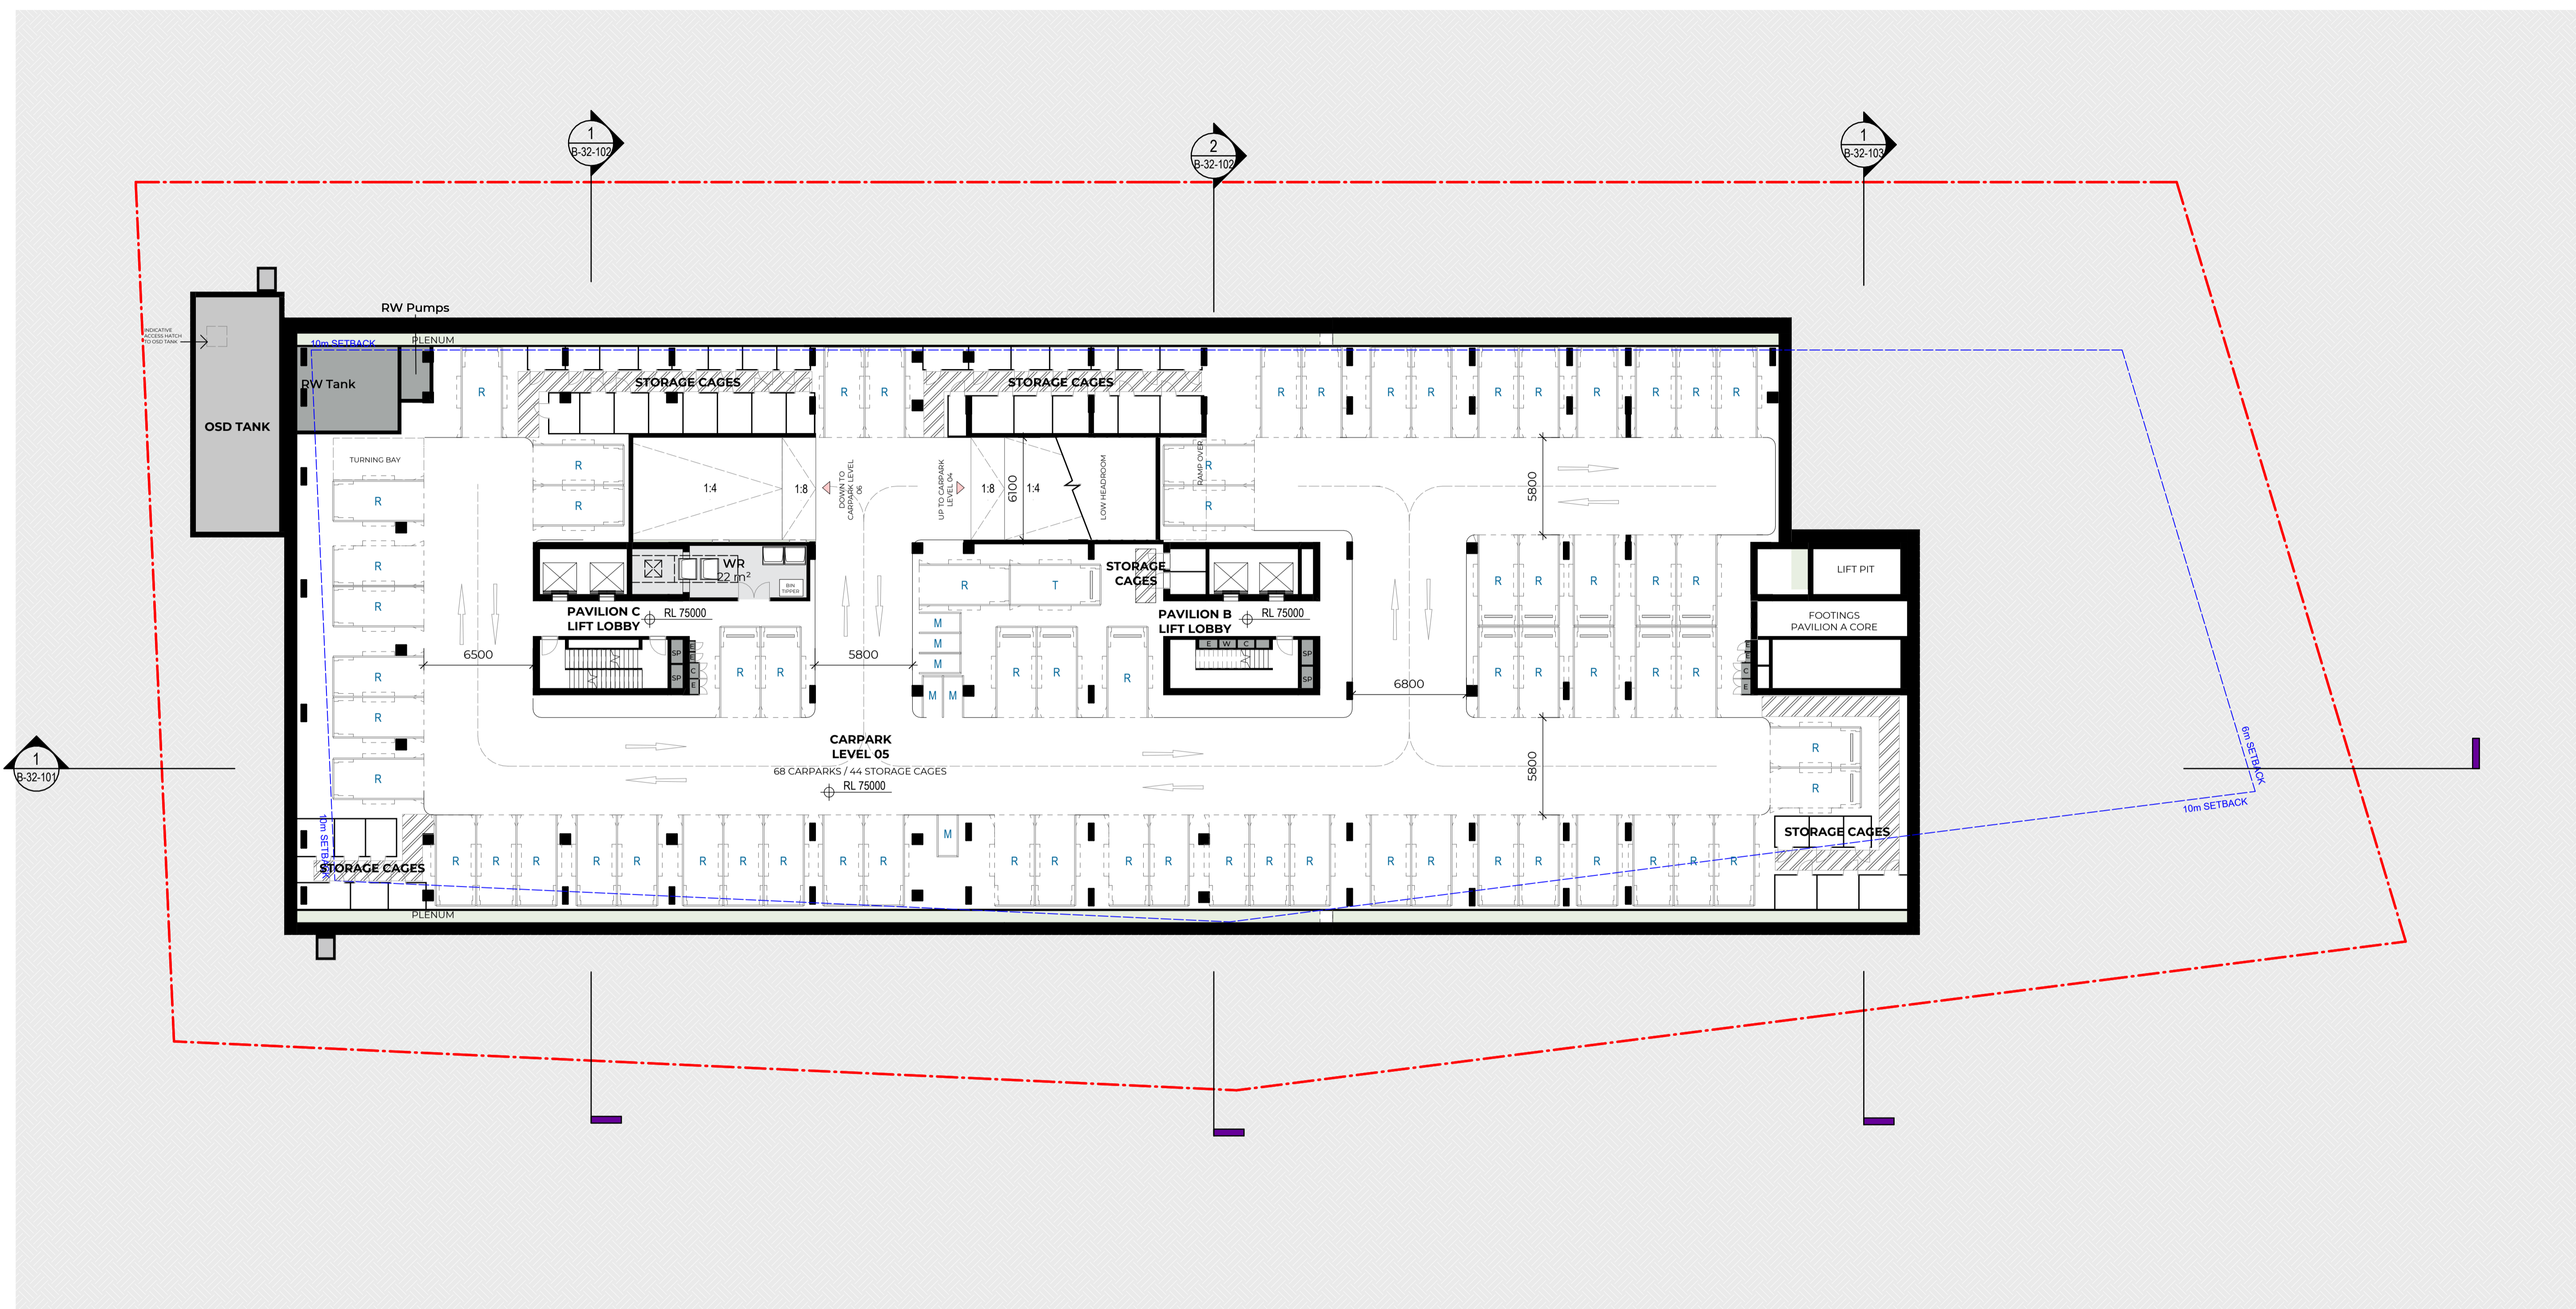 1
B-32-102
2
B-32-102
1
B-32-103
RW Pumps
INDICATIVE
ACCESS HATCH
TO OSD TANK
10m SETBACK
PLENUM
RW Tank
OSD TANK
R
STORAGE CAGES
R R
STORAGE CAGES
R R R R R R R R R R
TURNING BAY
R
R
R
1:4
1:8
DOWN TO
CARPARK LEVEL
06
UP TO CARPARK
LEVEL 04
1:8
6100
1:4
LOW HEADROOM
RAMP OVER
R
R
5800
R
R
WR
22 m²
BIN
TIPPER
R
T
STORAGE
CAGES
R R R R R
LIFT PIT
FOOTINGS
PAVILION A CORE
PAVILION C
LIFT LOBBY
RL 75000
M
M
M
M M
PAVILION B
LIFT LOBBY
RL 75000
E W C
6500
SP
SP
C
E
R R
5800
R R
R
SP
SP
6800
R R R R R
C
E
R
R
R
CARPARK
LEVEL 05
68 CARPARKS / 44 STORAGE CAGES
RL 75000
5800
R
R
6m SETBACK
10m SETBACK
1
B-32-101
10m SETBACK
STORAGE CAGES
R R R R R R R R R R
M
R R R R R R R R R R R R R R R
STORAGE CAGES
PLENUM